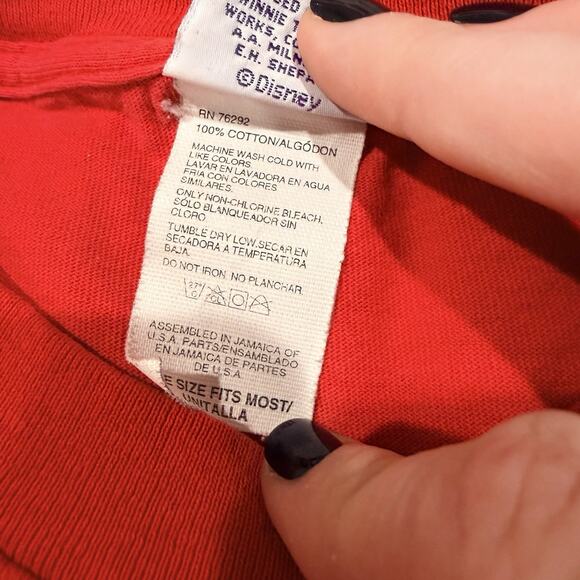 WORKS, CO
A.A. MILN
E.H. SHEPA
©Disney
RN 76292
100% COTTON/ALGÓDON
MACHINE WASH COLD WITH
LIKE COLORS.
LAVAR EN LAVADORA EN AGUA
FRIA CON COLORES
SIMILARES.
ONLY NON-CHLORINE BLEACH.
SÓLO BLANQUEADOR SIN
CLORO
TUMBLE DRY LOW.SECAR EN
SECADORA A TEMPERATURA
BAJA.
DO NOT IRON. NO PLANCHAR.
ASSEMBLED IN JAMAICA OF
U.S.A. PARTS/ENSAMBLADO
EN JAMAICA DE PARTES
DE U.S.A.
E SIZE FITS MOST/
UNITALLA